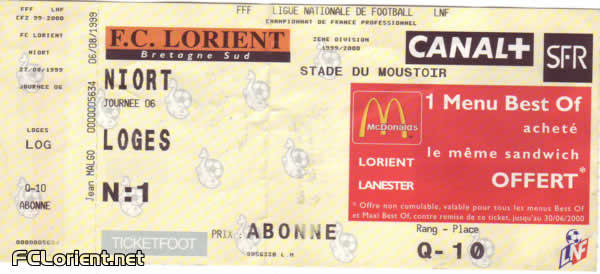 FFF LNF
CF2 99-2000
FC LORIENT
NIORT
27/08/1999
JOURNEE 06
LOGES
LOG
Q-10
ABONNE
06/08/1999
0000005634
Jean MALGO
FFF LIGUE NATIONALE DE FOOTBALL LNF
CHAMPIONNAT DE FRANCE PROFESSIONNEL
F.C. LORIENT
Bretagne Sud
2EME DIVISION
1999/2000
CANAL+
SFR
STADE DU MOUSTOIR
NIORT
JOURNEE 06
LOGES
N:1
TICKETFOOT
PRIX: ABONNE
Rang - Place
Q- 10
McDonalds
LORIENT
LANESTER
1 Menu Best Of
acheté
le même sandwich
OFFERT*
* Offre non cumulable, valable pour tous les menus Best Of
et Maxi Best Of, contre remise de ce ticket, jusqu'au 30/06/2000
LNF
FCLorient.net